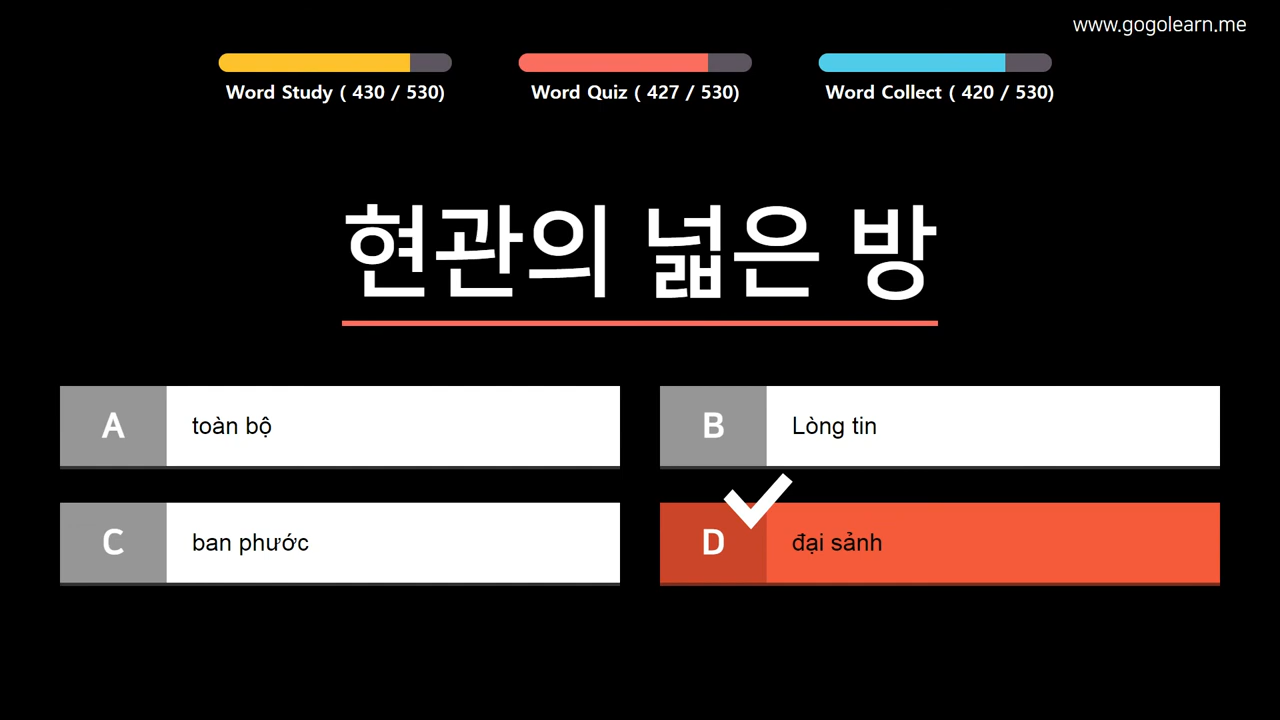 www.gogolearn.me
Word Study ( 430 / 530)
Word Quiz ( 427 / 530)
Word Collect ( 420 / 530)
현관의 넓은 방
A
toàn bộ
B
Lòng tin
C
ban phước
D
đại sảnh